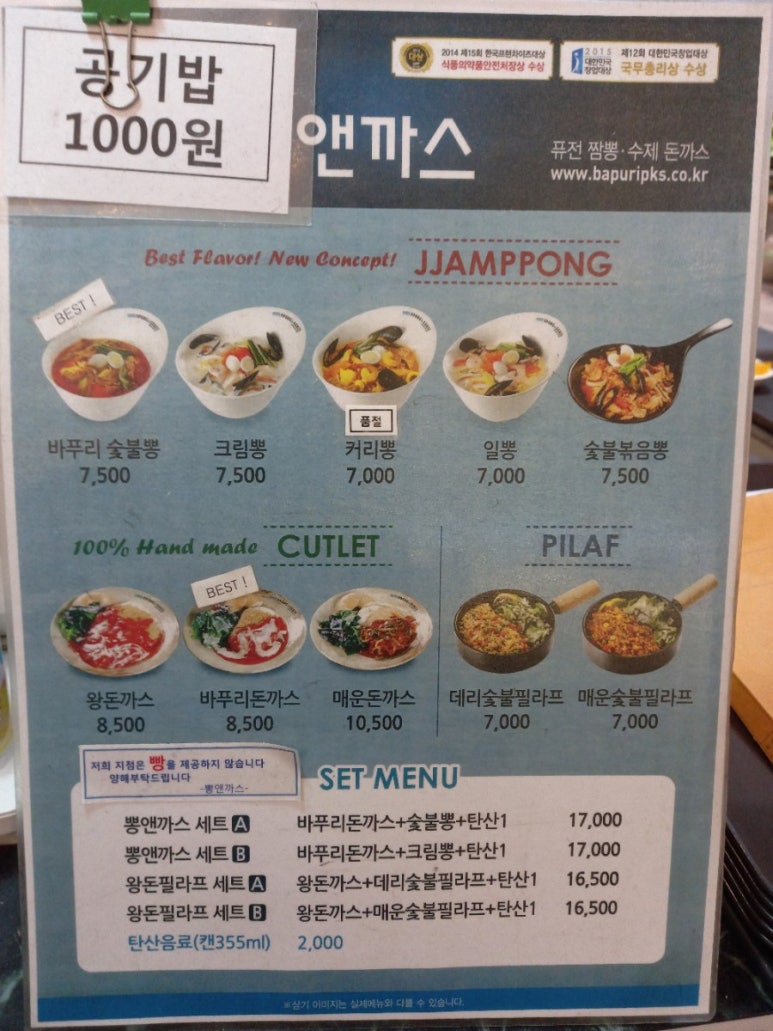 공기밥
1000원
대상
2014 제15회 한국프랜차이즈대상
식품의약품안전처장상 수상
2015
대한민국
창업대상
제12회 대한민국창업대상
국무총리상 수상
앤까스
퓨전 짬뽕·수제 돈까스
www.bapuripks.co.kr
Best Flavor! New Concept! JJAMPPONG
BEST !
품절
바푸리 숯불뽕 크림뽕 커리뽕 일뽕 숯불볶음뽕
7,500 7,500 7,000 7,000 7,500
100% Hand made CUTLET PILAF
BEST !
왕돈까스 바푸리돈까스 매운돈까스 데리숯불필라프 매운숯불필라프
8,500 8,500 10,500 7,000 7,000
저희 지점은 빵을 제공하지 않습니다
양해부탁드립니다
-뽕앤까스-
SET MENU
뽕앤까스 세트 A 바푸리돈까스+숯불뽕+탄산1 17,000
뽕앤까스 세트 B 바푸리돈까스+크림뽕+탄산1 17,000
왕돈필라프 세트 A 왕돈까스+데리숯불필라프+탄산1 16,500
왕돈필라프 세트 B 왕돈까스+매운숯불필라프+탄산1 16,500
탄산음료(캔355ml) 2,000
※상기 이미지는 실제메뉴와 다를 수 있습니다.